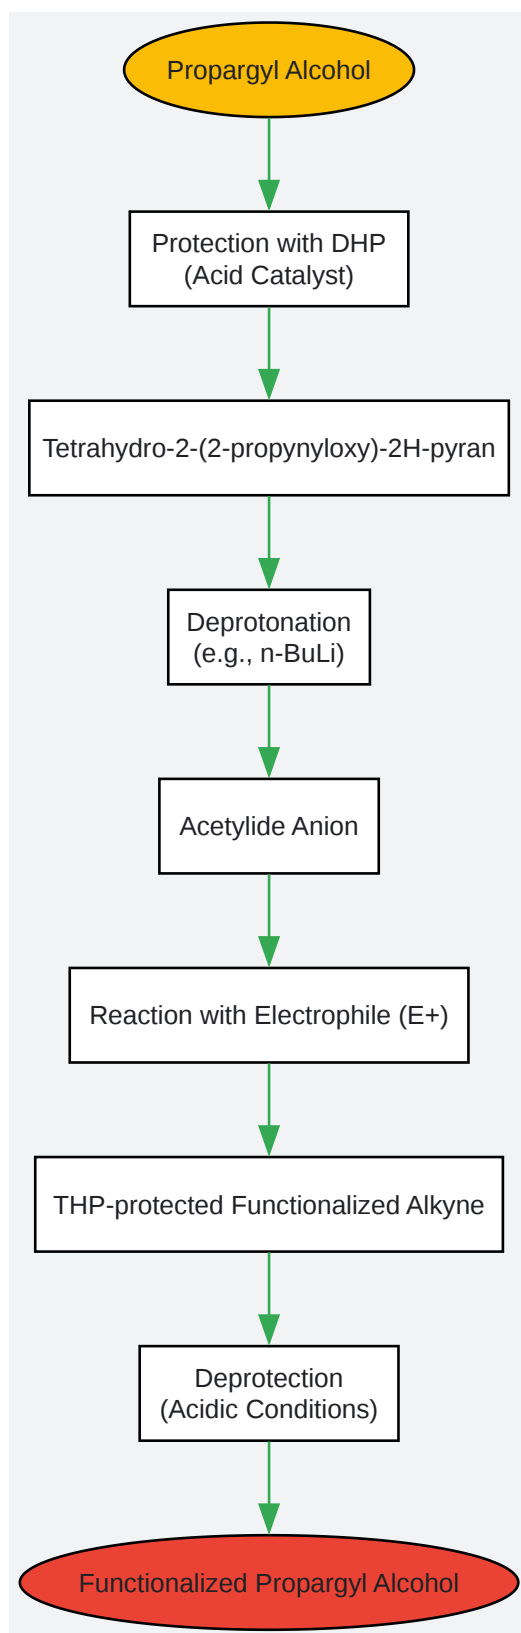 Propargyl Alcohol
Protection with DHP
(Acid Catalyst)
Tetrahydro-2-(2-propynyloxy)-2H-pyran
Deprotonation
(e.g., n-BuLi)
Acetylide Anion
Reaction with Electrophile (E+)
THP-protected Functionalized Alkyne
Deprotection
(Acidic Conditions)
Functionalized Propargyl Alcohol